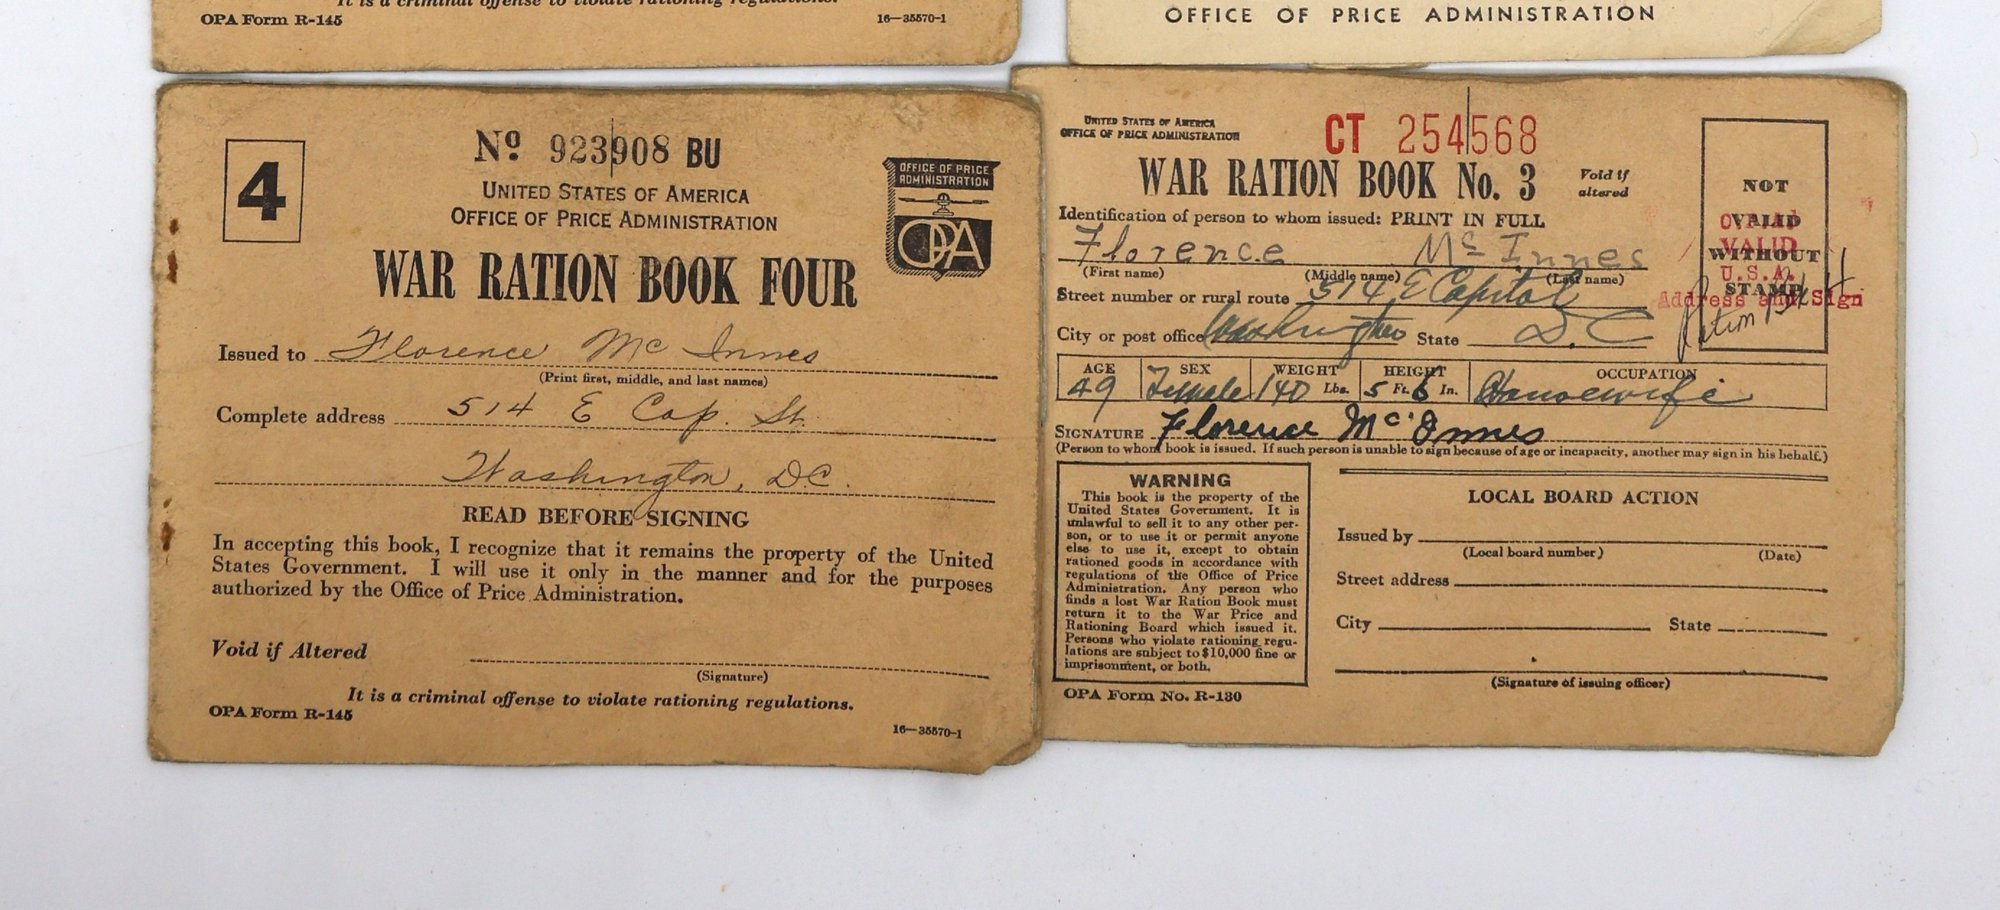 It is a criminal offense to violate rationing regulations.
OPA Form R-145 16—35570-1
OFFICE OF PRICE ADMINISTRATION
4
Nº 923908 BU
UNITED STATES OF AMERICA
OFFICE OF PRICE ADMINISTRATION
OFFICE OF PRICE
ADMINISTRATION
OPA
WAR RATION BOOK FOUR
Issued to Florence Mc Innes
(Print first, middle, and last names)
Complete address 514 E Cap. St.
Washington, DC.
READ BEFORE SIGNING
In accepting this book, I recognize that it remains the property of the United
States Government. I will use it only in the manner and for the purposes
authorized by the Office of Price Administration.
Void if Altered
(Signature)
It is a criminal offense to violate rationing regulations.
OPA Form R-145
16—35570-1
UNITED STATES OF AMERICA
OFFICE OF PRICE ADMINISTRATION
CT 254568
WAR RATION BOOK No. 3
Void if
altered
Identification of person to whom issued: PRINT IN FULL
Florence Mc Innes
(First name) (Middle name) (Last name)
Street number or rural route 514 E Capitol
City or post office Washington State D.C
AGE SEX WEIGHT HEIGHT OCCUPATION
49 Female 140 Lbs. 5 Ft. 6 In. Housewife
SIGNATURE Florence Mc Innes
(Person to whom book is issued. If such person is unable to sign because of age or incapacity, another may sign in his behalf.)
NOT
VALID
WITHOUT
STAMP
VALID
U.S.A.
Address and Sign
WARNING
This book is the property of the
United States Government. It is
unlawful to sell it to any other per-
son, or to use it or permit anyone
else to use it, except to obtain
rationed goods in accordance with
regulations of the Office of Price
Administration. Any person who
finds a lost War Ration Book must
return it to the War Price and
Rationing Board which issued it.
Persons who violate rationing regu-
lations are subject to $10,000 fine or
imprisonment, or both.
OPA Form No. R-130
LOCAL BOARD ACTION
Issued by
(Local board number) (Date)
Street address
City State
(Signature of issuing officer)